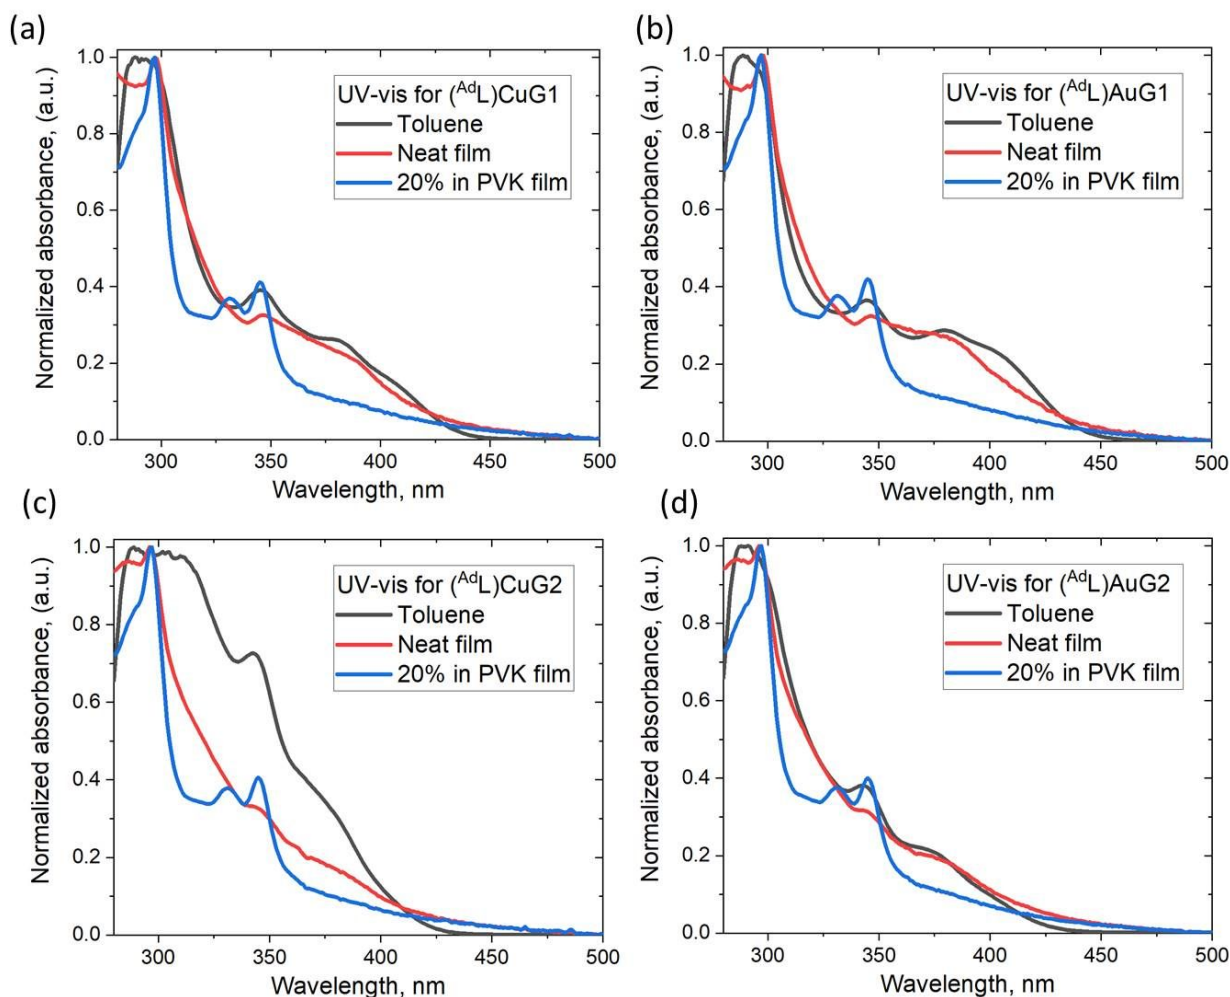 (a)
UV-vis for (ᴬᵈL)CuG1
Toluene
Neat film
20% in PVK film
Normalized absorbance, (a.u.)
1.0
0.8
0.6
0.4
0.2
0.0
300 350 400 450 500
Wavelength, nm
(b)
UV-vis for (ᴬᵈL)AuG1
Toluene
Neat film
20% in PVK film
Normalized absorbance, (a.u.)
1.0
0.8
0.6
0.4
0.2
0.0
300 350 400 450 500
Wavelength, nm
(c)
UV-vis for (ᴬᵈL)CuG2
Toluene
Neat film
20% in PVK film
Normalized absorbance, (a.u.)
1.0
0.8
0.6
0.4
0.2
0.0
300 350 400 450 500
Wavelength, nm
(d)
UV-vis for (ᴬᵈL)AuG2
Toluene
Neat film
20% in PVK film
Normalized absorbance, (a.u.)
1.0
0.8
0.6
0.4
0.2
0.0
300 350 400 450 500
Wavelength, nm